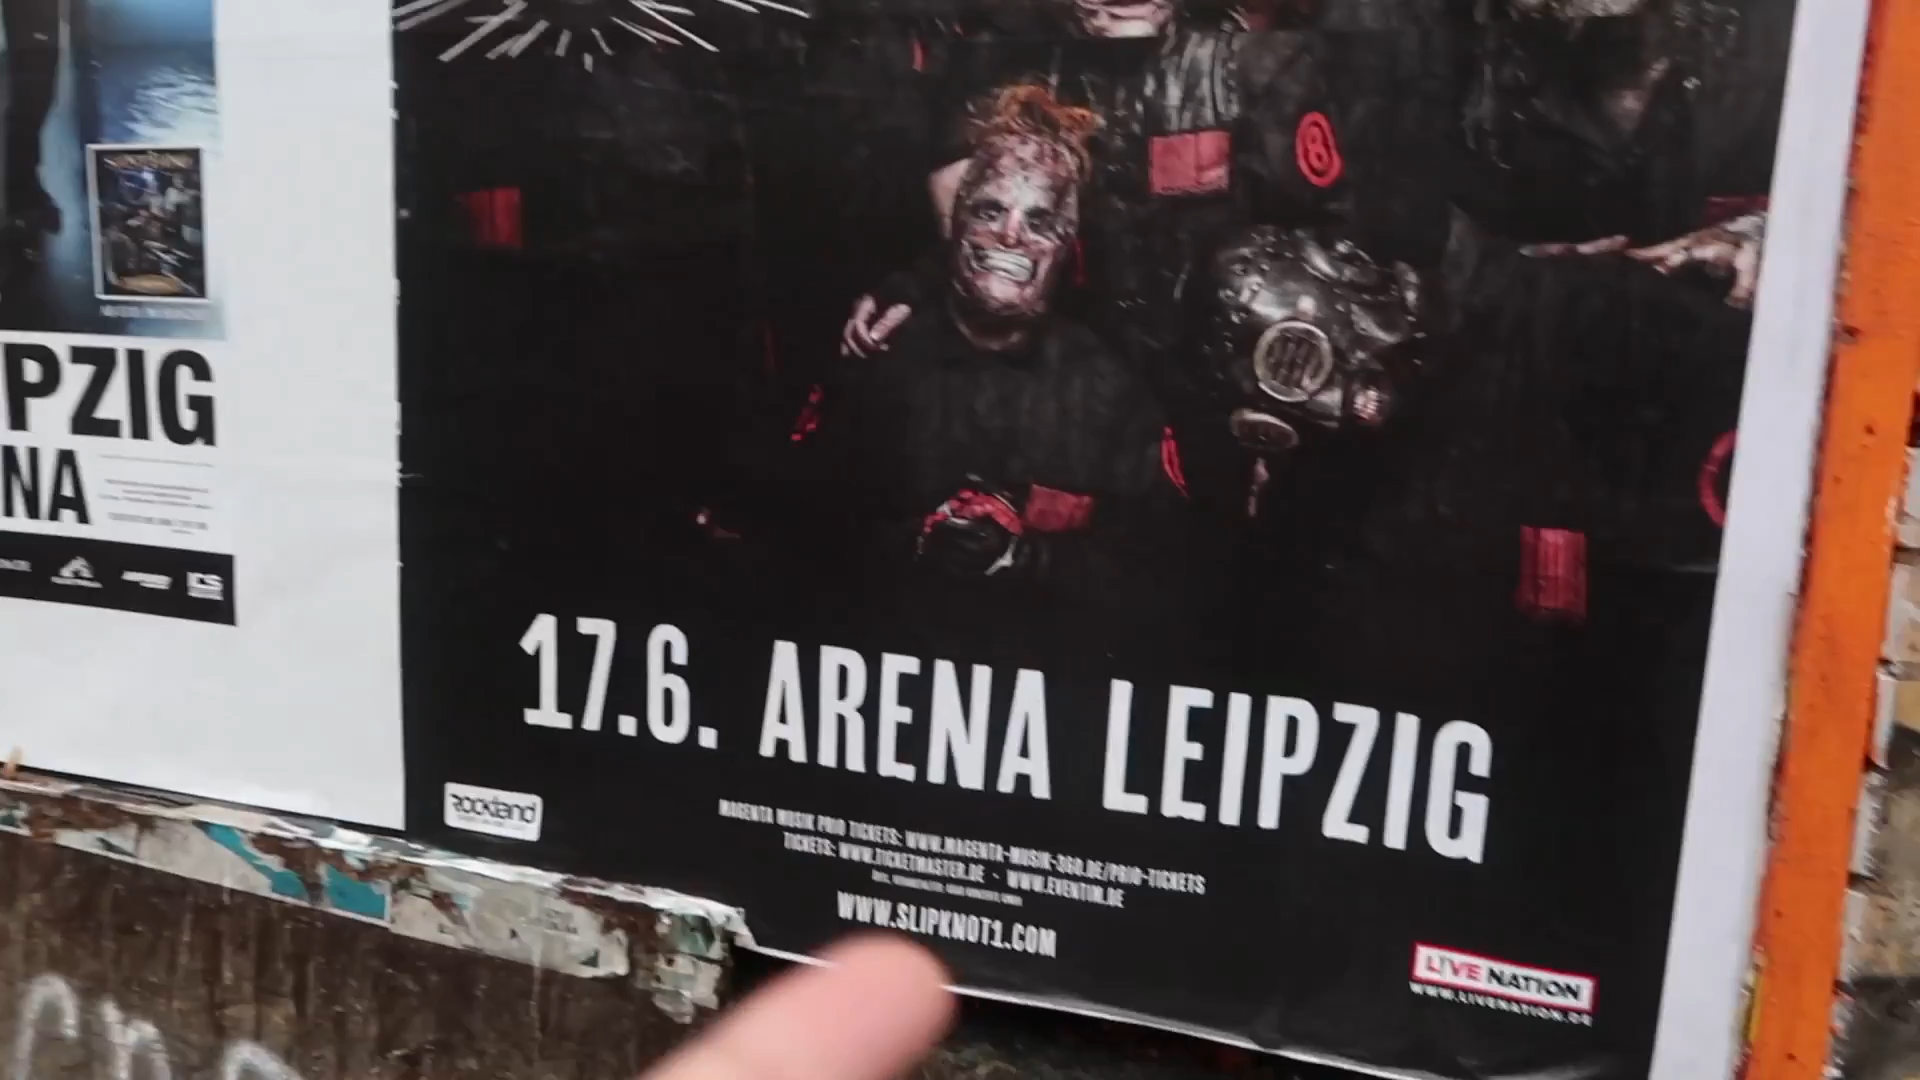 PZIG
NA
8
17.6. ARENA LEIPZIG
ROCKLAND
MAGENTA MUSIK PRIO TICKETS: WWW.MAGENTA-MUSIK-360.DE/PRIO-TICKETS
TICKETS: WWW.TICKETMASTER.DE - WWW.EVENTIM.DE
WWW.SLIPKNOT1.COM
LIVE NATION
WWW.LIVENATION.DE